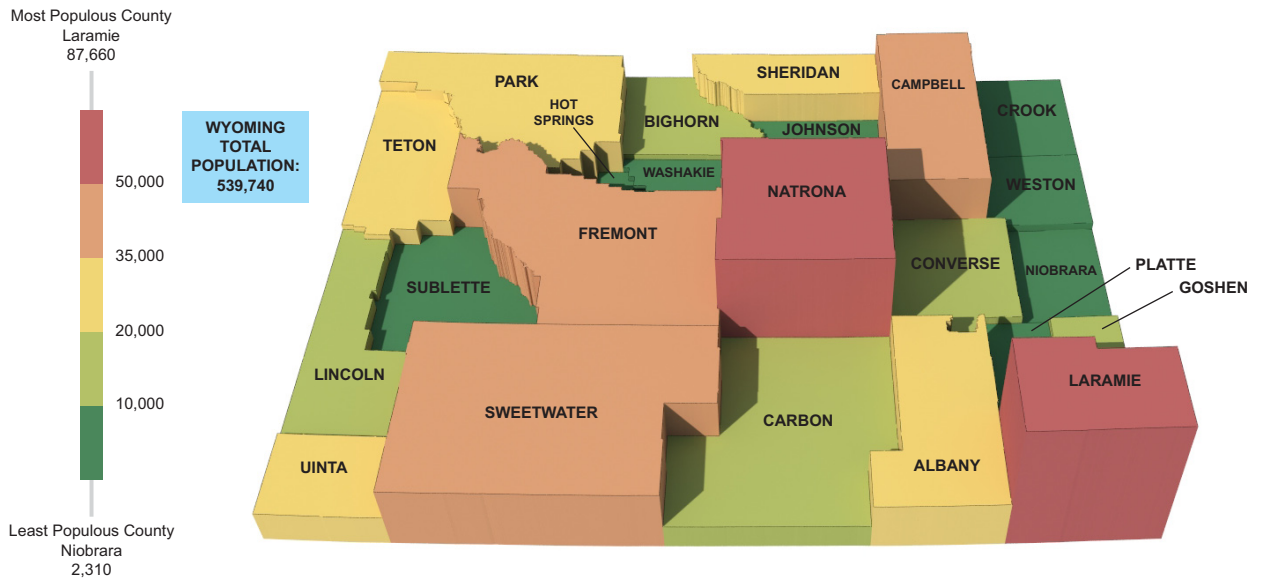 Most Populous County
Laramie
87,660
50,000
35,000
20,000
10,000
Least Populous County
Niobrara
2,310
WYOMING
TOTAL
POPULATION:
539,740
PARK
SHERIDAN
CAMPBELL
HOT
SPRINGS
BIGHORN
JOHNSON
CROOK
TETON
WASHAKIE
WESTON
NATRONA
FREMONT
CONVERSE
NIOBRARA
PLATTE
GOSHEN
SUBLETTE
LINCOLN
LARAMIE
SWEETWATER
CARBON
UINTA
ALBANY